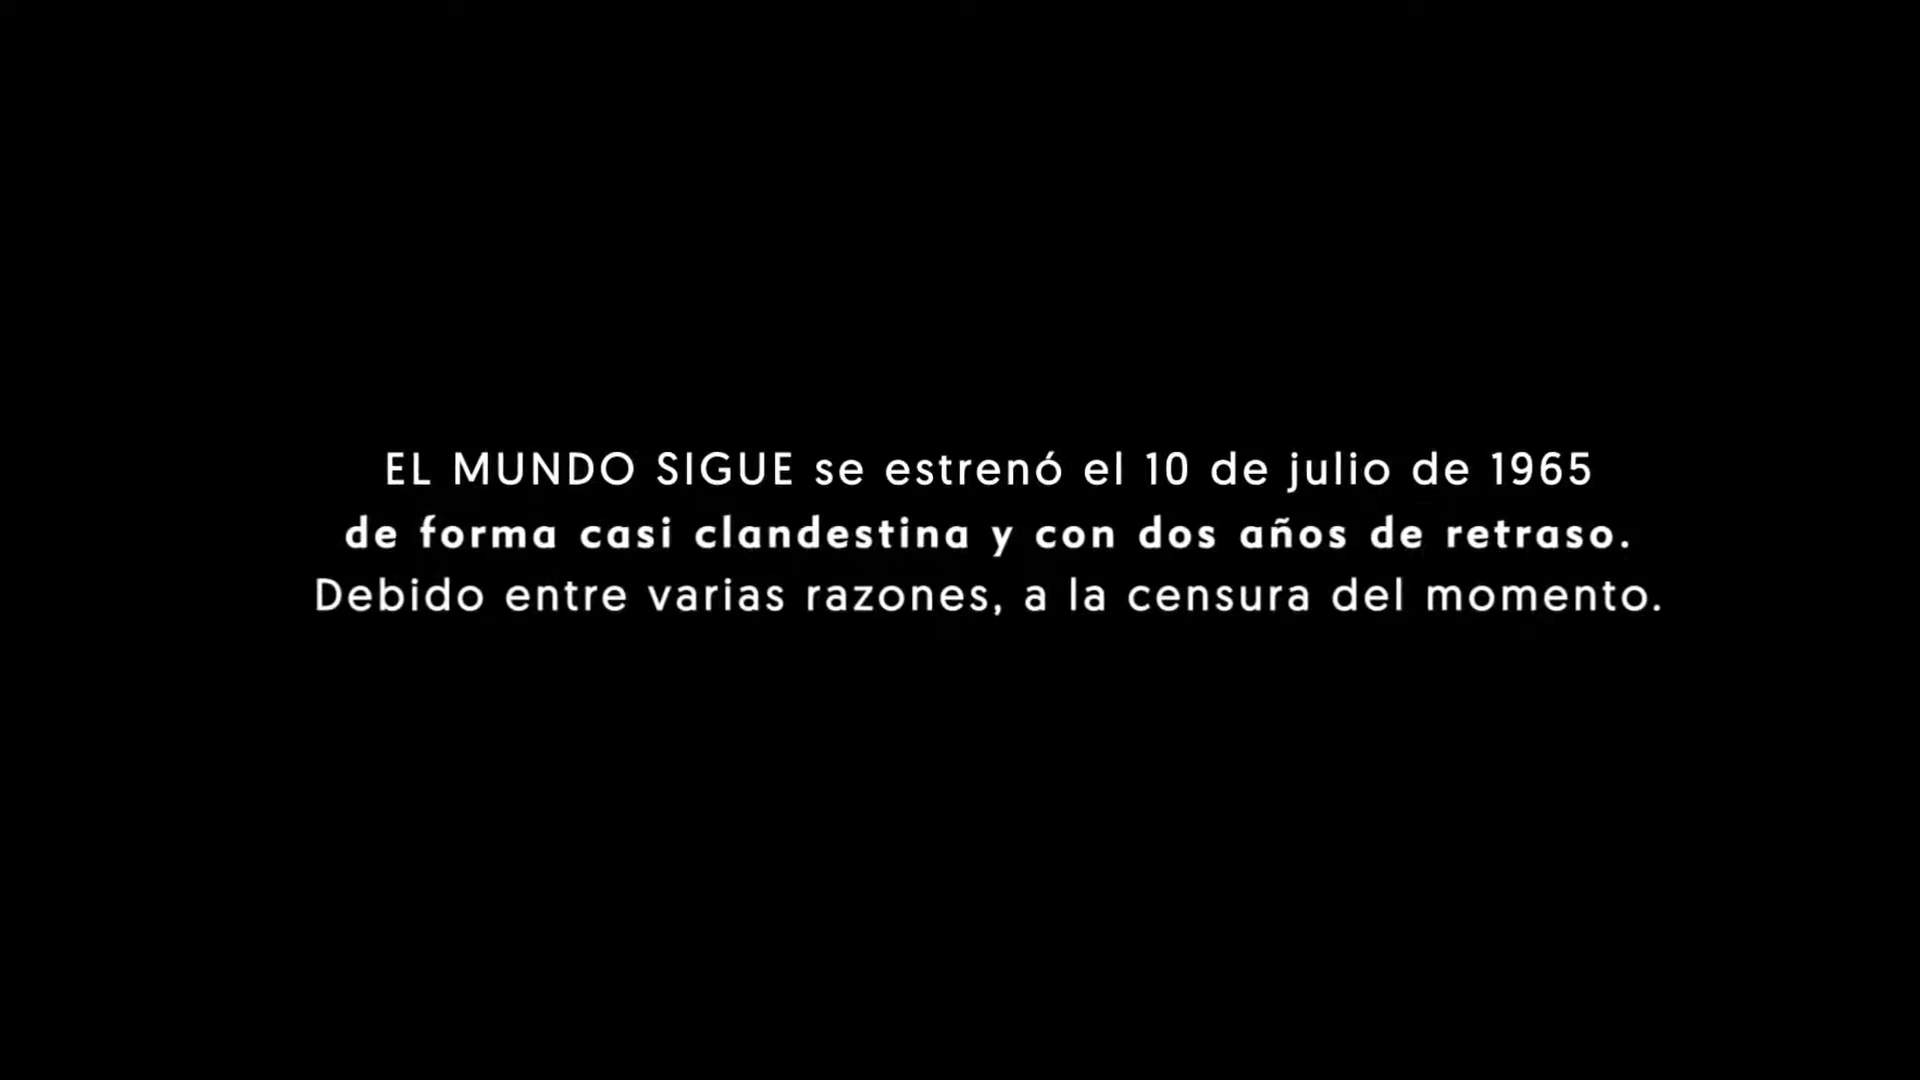 EL MUNDO SIGUE se estrenó el 10 de julio de 1965
de forma casi clandestina y con dos años de retraso.
Debido entre varias razones, a la censura del momento.